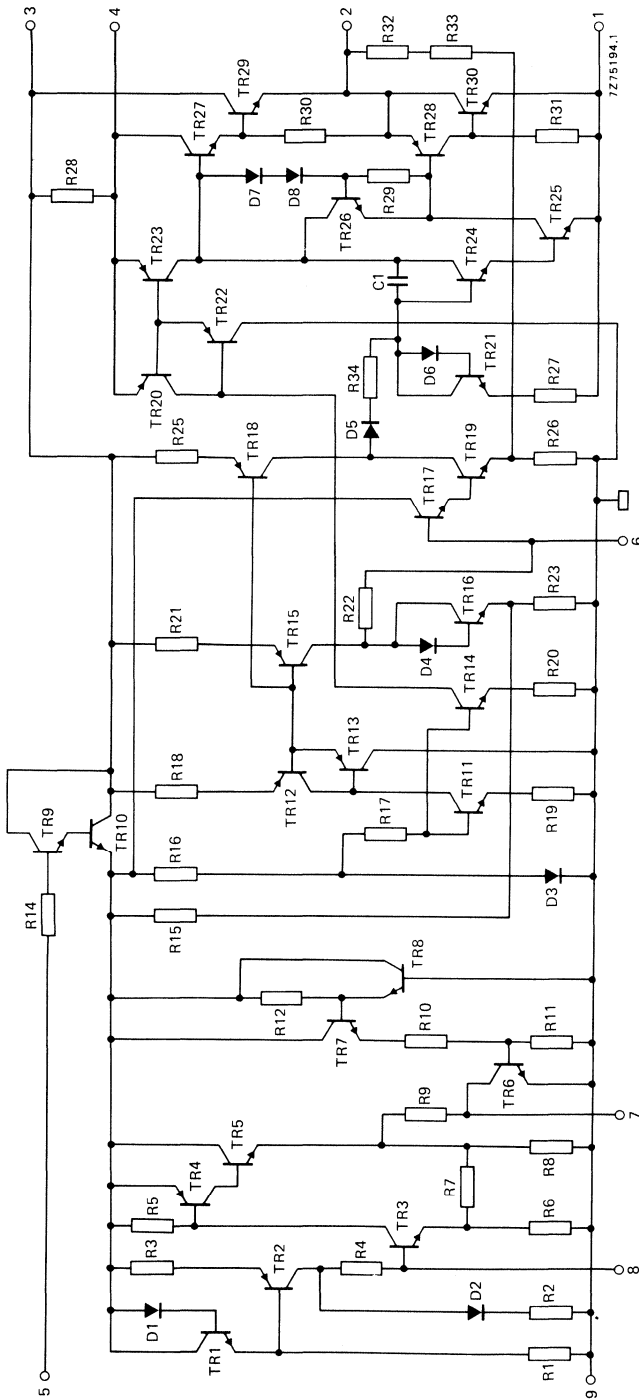 5
R14
TR9
TR10
3
R28
4
D1
TR1
R3
R5
TR4
TR5
R15
R16
R18
R21
R25
TR20
TR23
TR22
TR27
TR29
2
R32
R33
R30
D7
D8
TR26
R29
TR28
TR30
R31
TR2
R4
TR3
R12
TR7
TR8
R10
R17
TR12
TR13
TR15
TR18
D5
R34
C1
TR24
TR25
D6
TR21
R27
R9
R7
TR6
TR11
TR14
R22
D4
TR16
TR17
TR19
D2
R1
R2
R6
R8
R11
D3
R19
R20
R23
R26
1
9
8
7
6
7Z75194.1